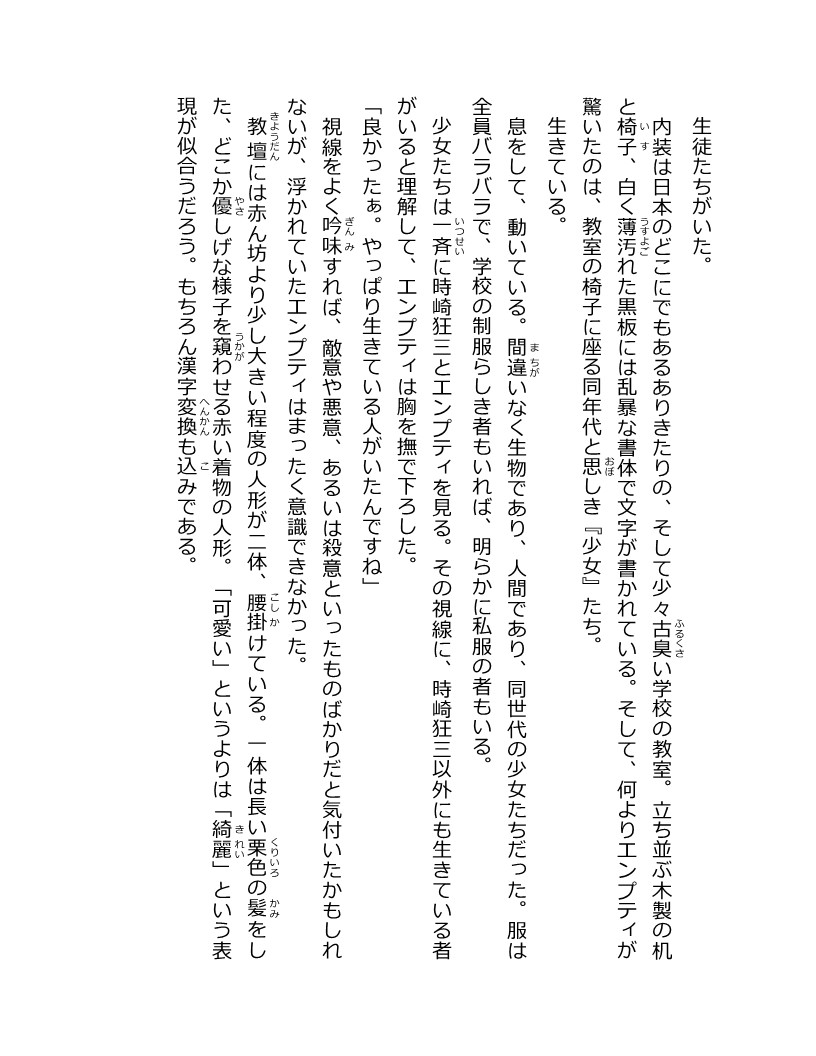 生徒たちがいた。
内装は日本のどこにでもあるありきたりの、そして少々古臭い学校の教室。立ち並ぶ木製の机
と椅子、白く薄汚れた黒板には乱暴な書体で文字が書かれている。そして、何よりエンプティが
驚いたのは、教室の椅子に座る同年代と思しき『少女』たち。
生きている。
息をして、動いている。間違いなく生物であり、人間であり、同世代の少女たちだった。服は
全員バラバラで、学校の制服らしき者もいれば、明らかに私服の者もいる。
少女たちは一斉に時崎狂三とエンプティを見る。その視線に、時崎狂三以外にも生きている者
がいると理解して、エンプティは胸を撫で下ろした。
「良かったぁ。やっぱり生きている人がいたんですね」
視線をよく吟味すれば、敵意や悪意、あるいは殺意といったものばかりだと気付いたかもしれ
ないが、浮かれていたエンプティはまったく意識できなかった。
教壇には赤ん坊より少し大きい程度の人形が二体、腰掛けている。一体は長い栗色の髪をし
た、どこか優しげな様子を窺わせる赤い着物の人形。「可愛い」というよりは「綺麗」という表
現が似合うだろう。もちろん漢字変換も込みである。